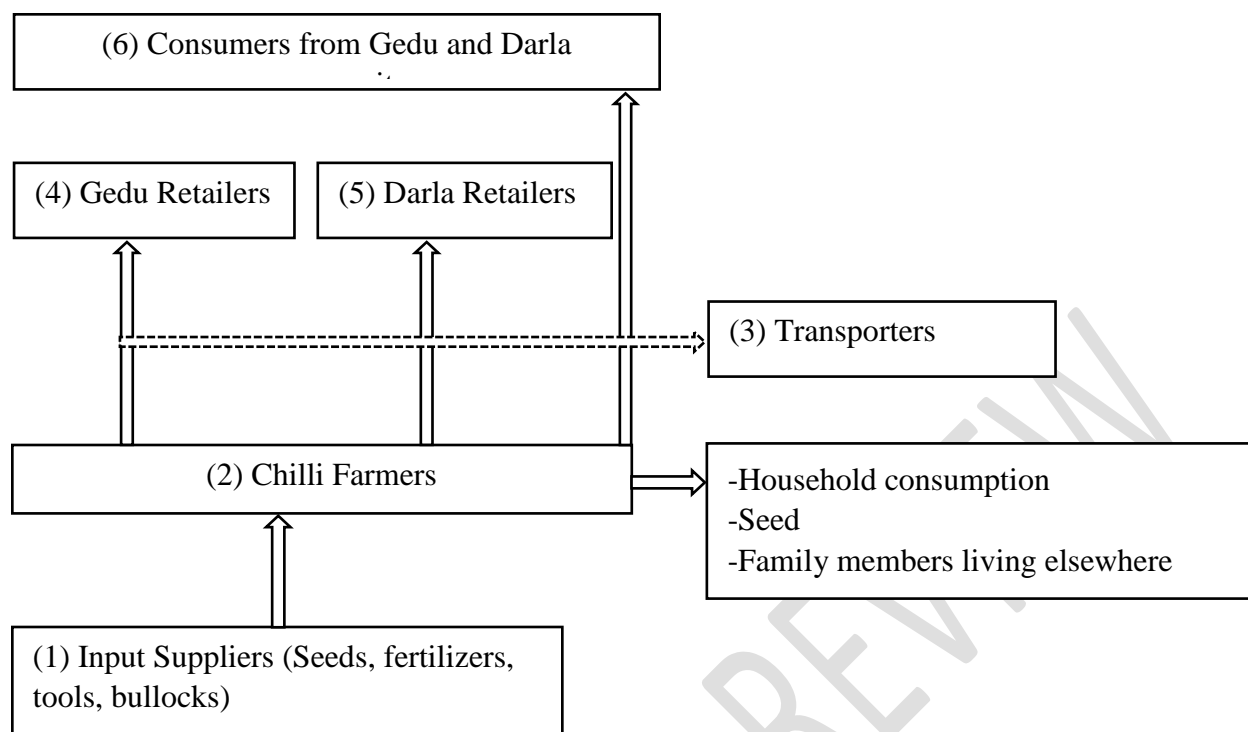 (6) Consumers from Gedu and Darla
(4) Gedu Retailers
(5) Darla Retailers
(3) Transporters
(2) Chilli Farmers
-Household consumption
-Seed
-Family members living elsewhere
(1) Input Suppliers (Seeds, fertilizers,
tools, bullocks)
REVIEW